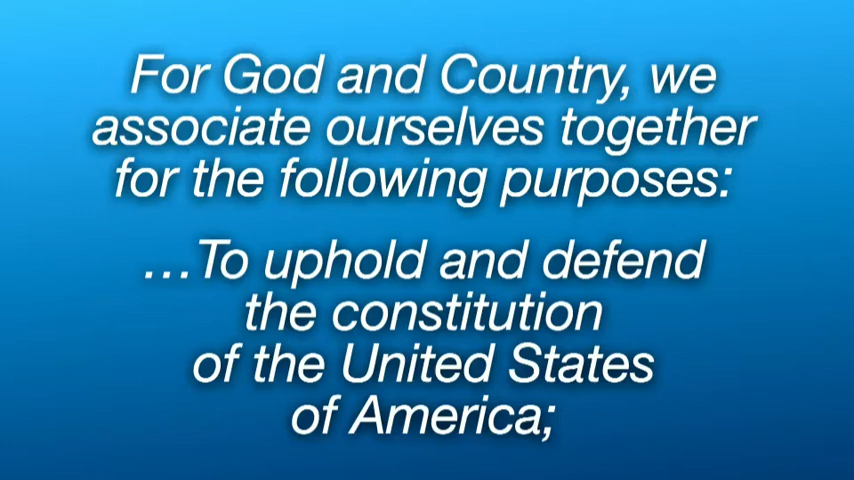 For God and Country, we
associate ourselves together
for the following purposes:
…To uphold and defend
the constitution
of the United States
of America;